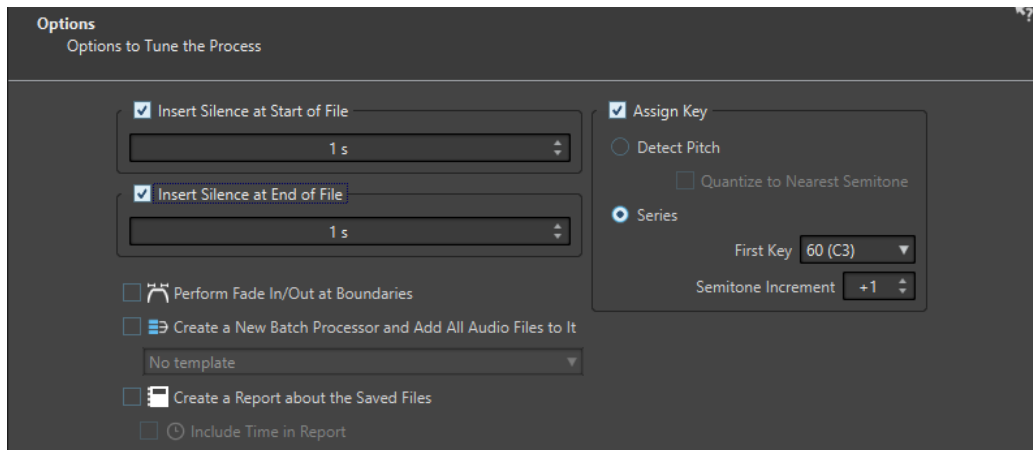 Options
Options to Tune the Process
Insert Silence at Start of File
1 s
Insert Silence at End of File
1 s
Perform Fade In/Out at Boundaries
Create a New Batch Processor and Add All Audio Files to It
No template
Create a Report about the Saved Files
Include Time in Report
Assign Key
Detect Pitch
Quantize to Nearest Semitone
Series
First Key 60 (C3)
Semitone Increment +1